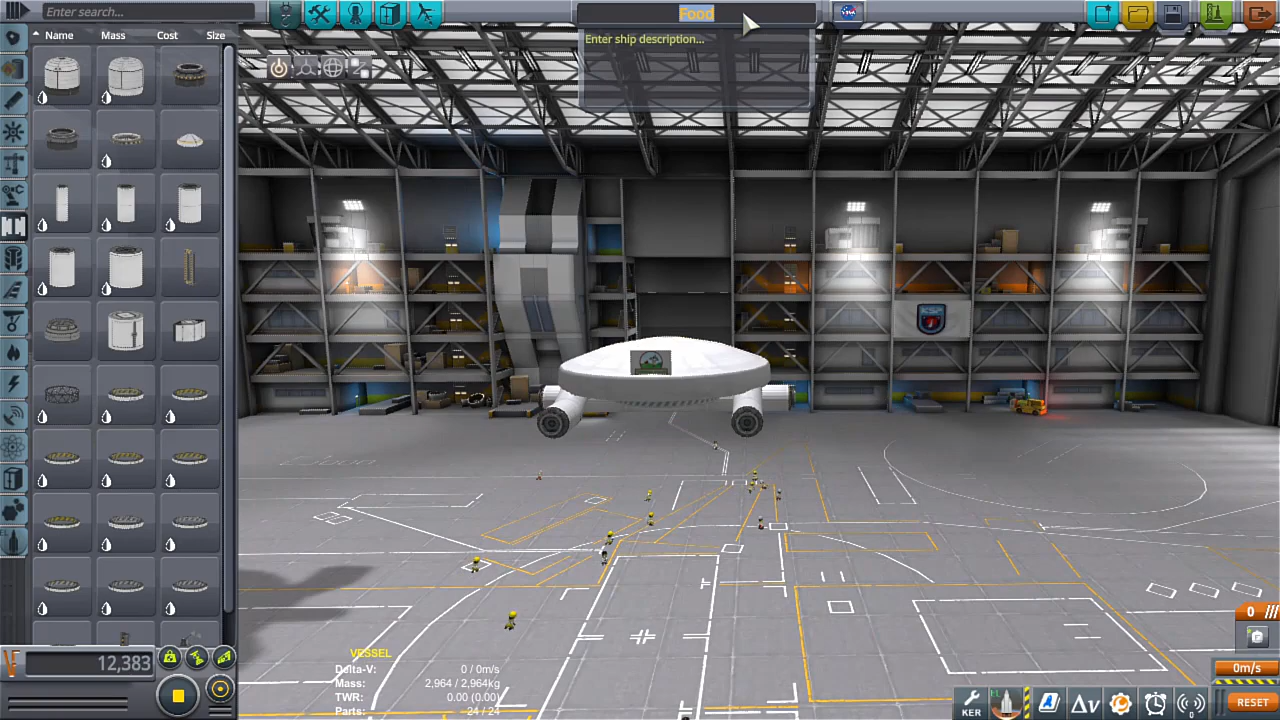 Enter search...
Food
Enter ship description...
Name Mass Cost Size
VESSEL
Delta-V: 0 / 0m/s
Mass: 2,964 / 2,964kg
TWR: 0.00 (0.00)
Parts: 24 / 24
12,383
0
0m/s
KER
Δv
RESET